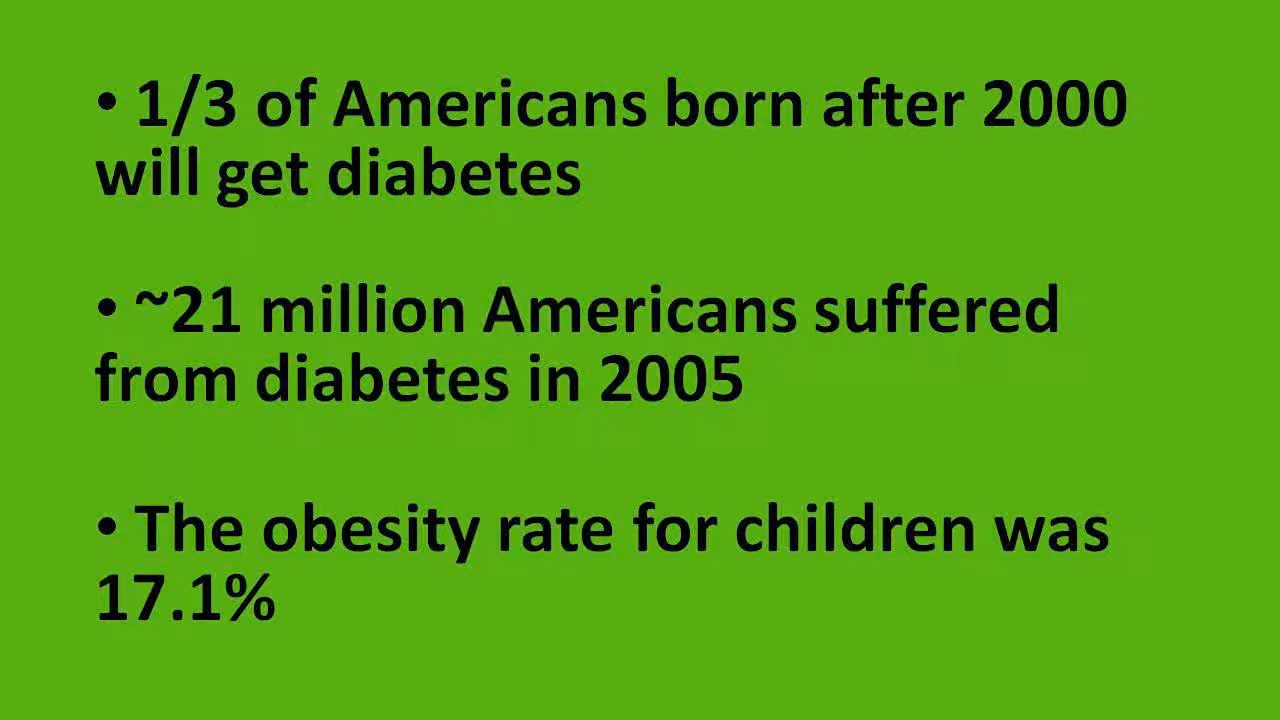 • 1/3 of Americans born after 2000
will get diabetes
• ~21 million Americans suffered
from diabetes in 2005
• The obesity rate for children was
17.1%